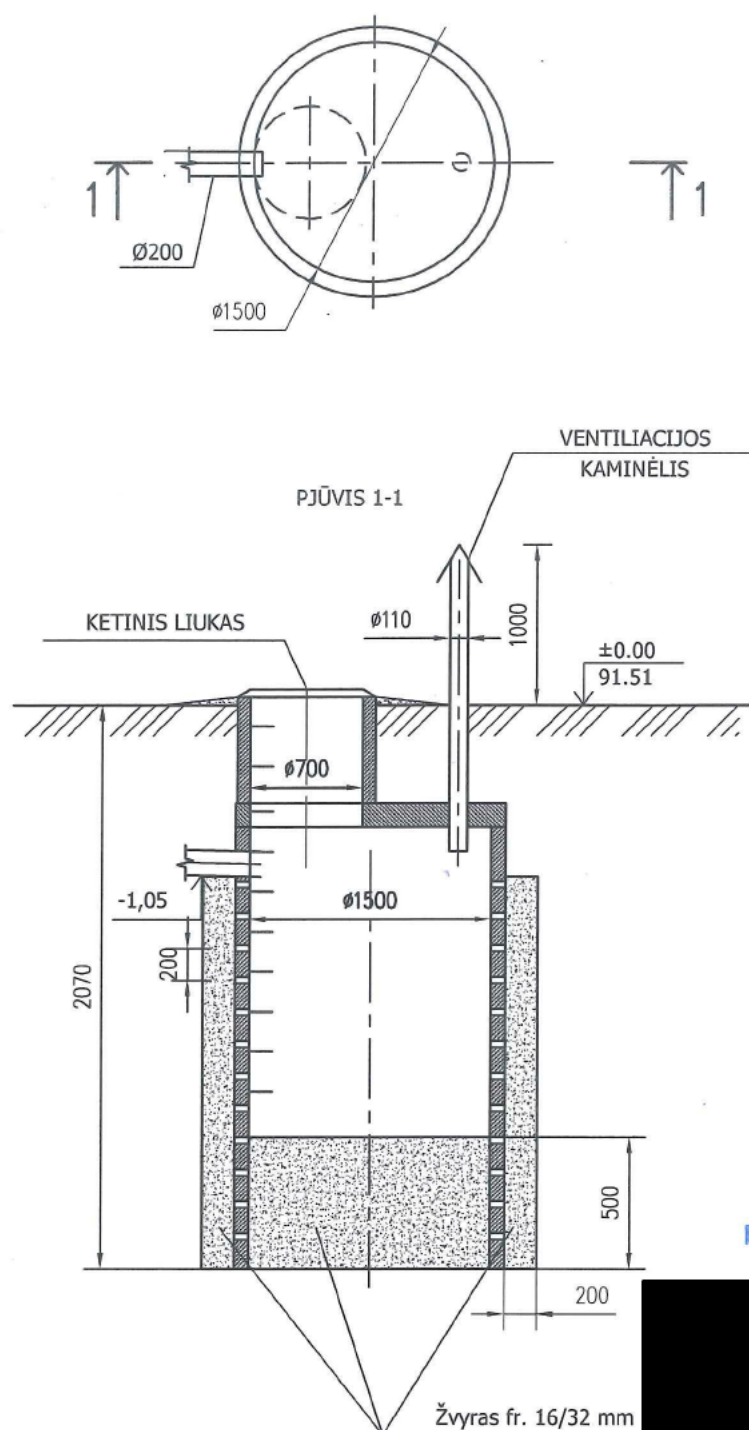 1 1
Ø200
ø1500
VENTILIACIJOS
KAMINĖLIS
PJŪVIS 1-1
KETINIS LIUKAS
ø110
1000
±0.00
91.51
ø700
-1,05
ø1500
200
2070
500
200
Žvyras fr. 16/32 mm